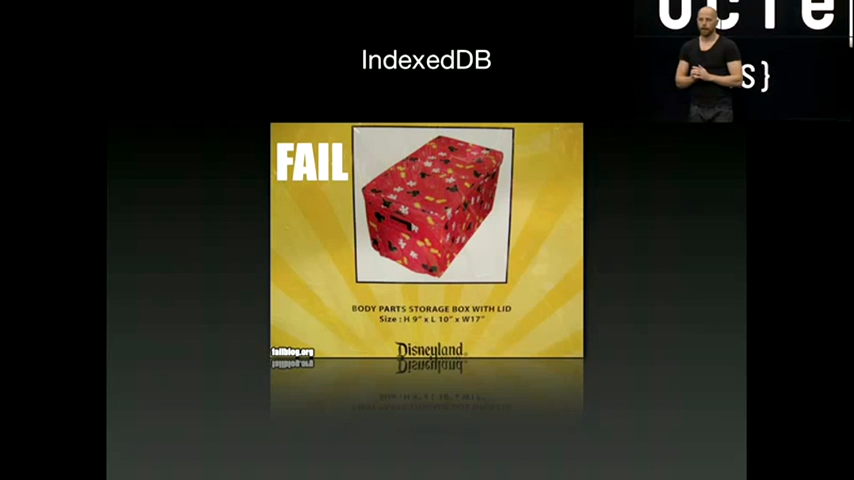 IndexedDB
FAIL
BODY PARTS STORAGE BOX WITH LID
Size : H 9" x L 10" x W17"
failblog.org
Disneyland